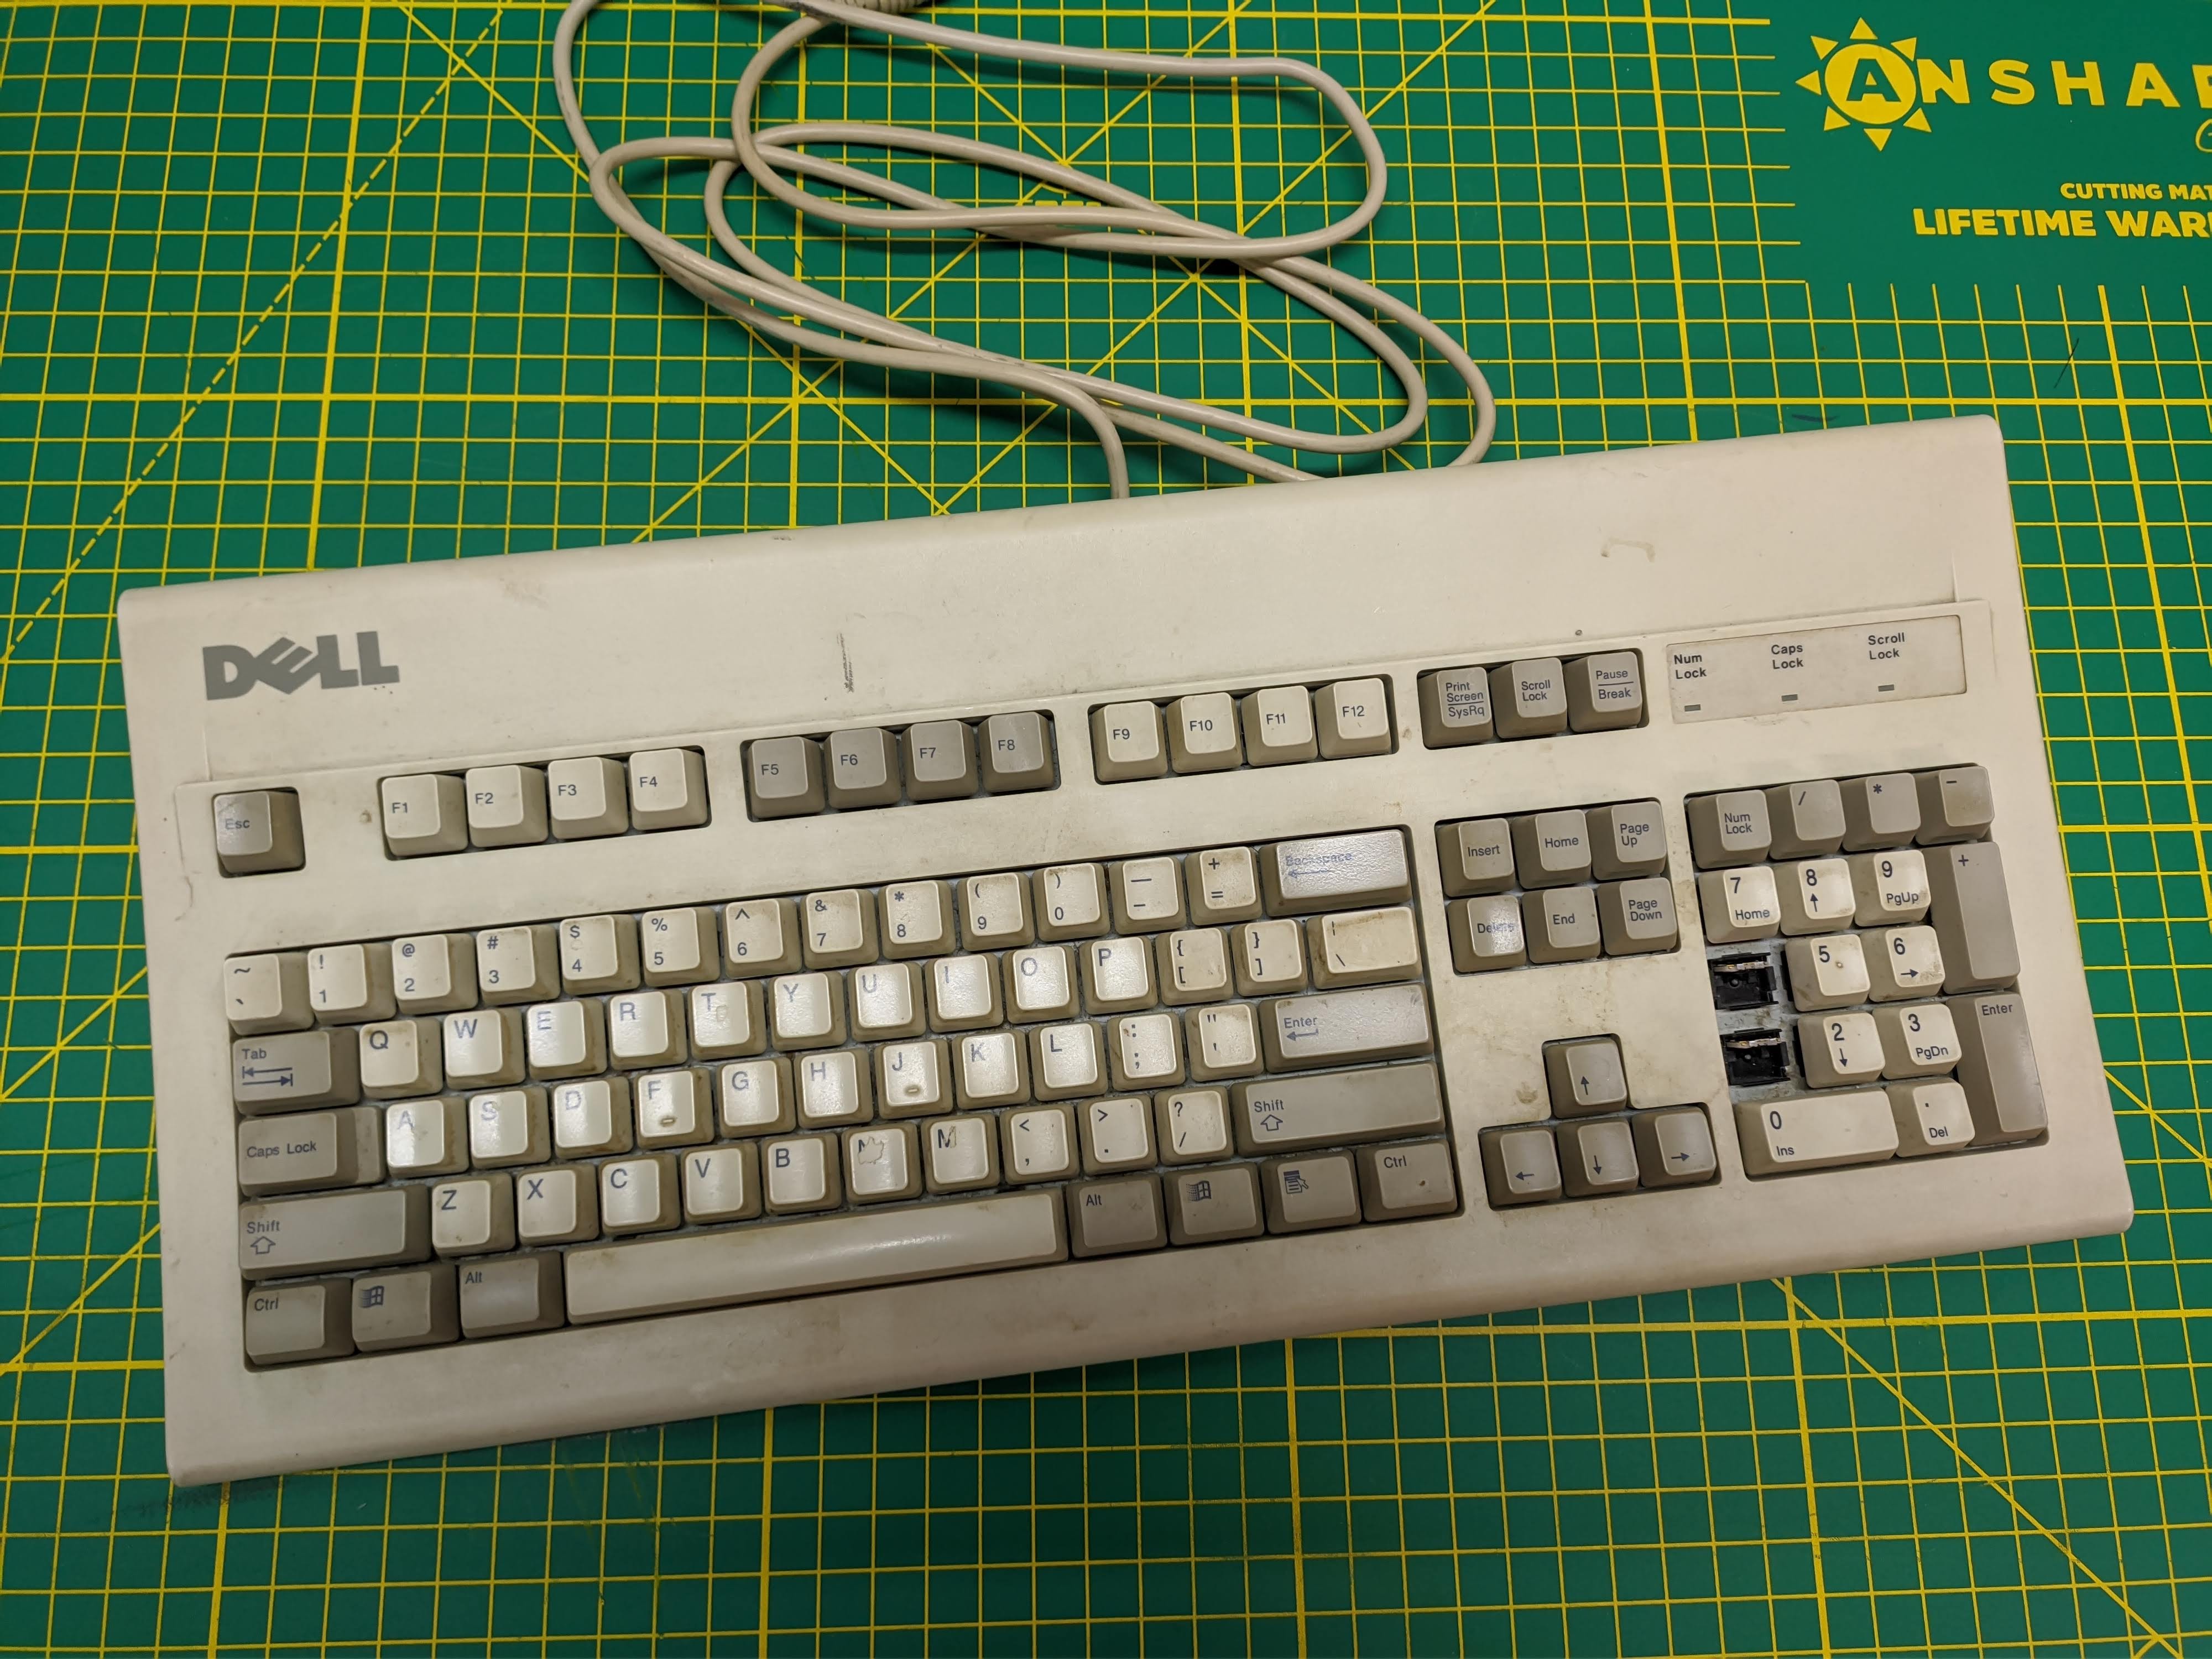 ANSHA
CUTTING MAT
LIFETIME WAR
DELL
Num Lock
Caps Lock
Scroll Lock
Esc
F1
F2
F3
F4
F5
F6
F7
F8
F9
F10
F11
F12
Print Screen SysRq
Scroll Lock
Pause Break
~ `
! 1
@ 2
# 3
$ 4
% 5
^ 6
& 7
* 8
( 9
) 0
— -
+ =
Backspace ←
Insert
Home
Page Up
Num Lock
/
*
-
Tab
Q
W
E
R
T
Y
U
I
O
P
{ [
} ]
¦ \
Delete
End
Page Down
7 Home
8 ↑
9 PgUp
+
Caps Lock
A
S
D
F
G
H
J
K
L
: ;
" '
Enter
5
6 →
Shift
Z
X
C
V
B
M
< ,
> .
? /
Shift
↑
2 ↓
3 PgDn
Enter
Ctrl
Alt
Alt
Ctrl
←
↓
→
0 Ins
. Del